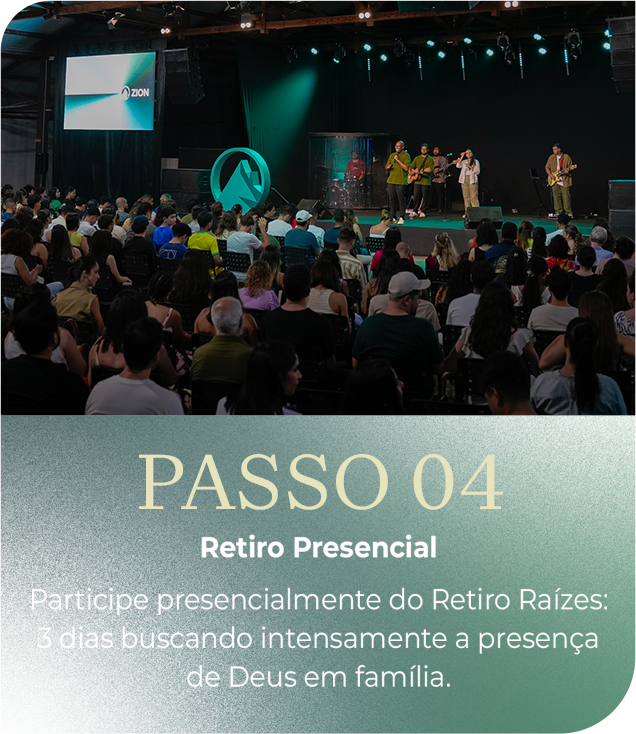 ZION
PASSO 04
Retiro Presencial
Participe presencialmente do Retiro Raízes:
3 dias buscando intensamente a presença
de Deus em família.